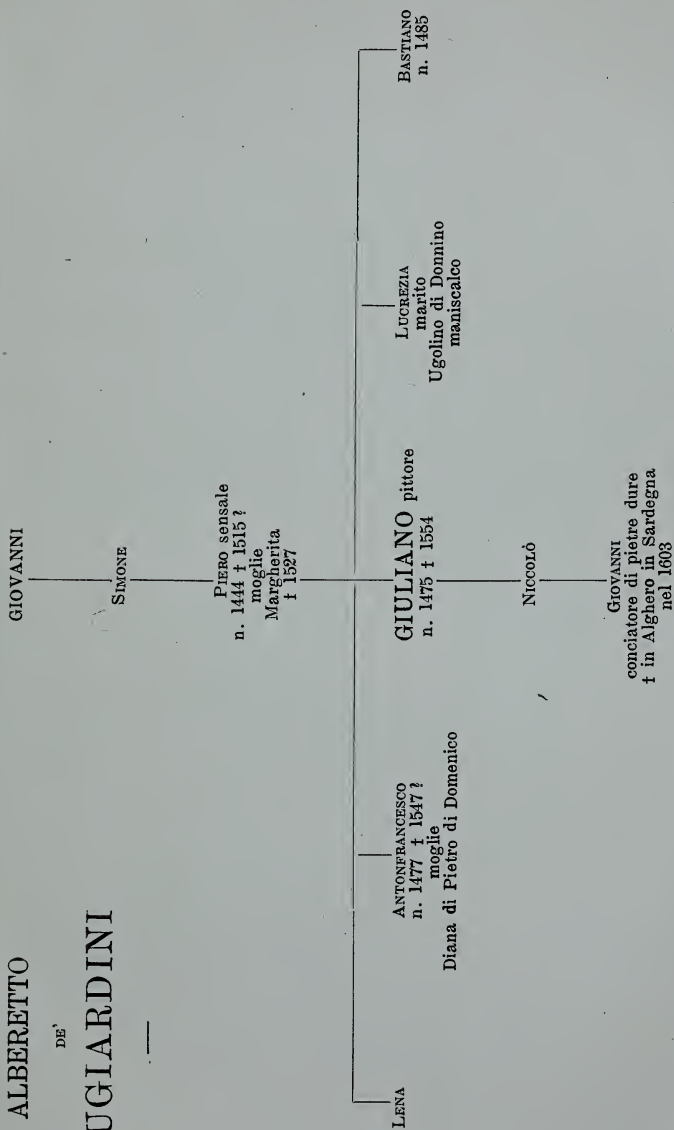 ALBERETTO
DE'
UGIARDINI
GIOVANNI
SIMONE
PIERO sensale
n. 1444 † 1515 ?
moglie
Margherita
† 1527
LENA
ANTONFRANCESCO
n. 1477 † 1547 ?
moglie
Diana di Pietro di Domenico
GIULIANO pittore
n. 1475 † 1554
LUCREZIA
marito
Ugolino di Donnino
maniscalco
BASTIANO
n. 1485
NICCOLÒ
GIOVANNI
conciatore di pietre dure
† in Alghero in Sardegna
nel 1603